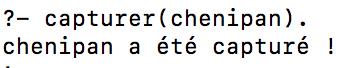 ?- capturer(chenipan).
chenipan a été capturé !